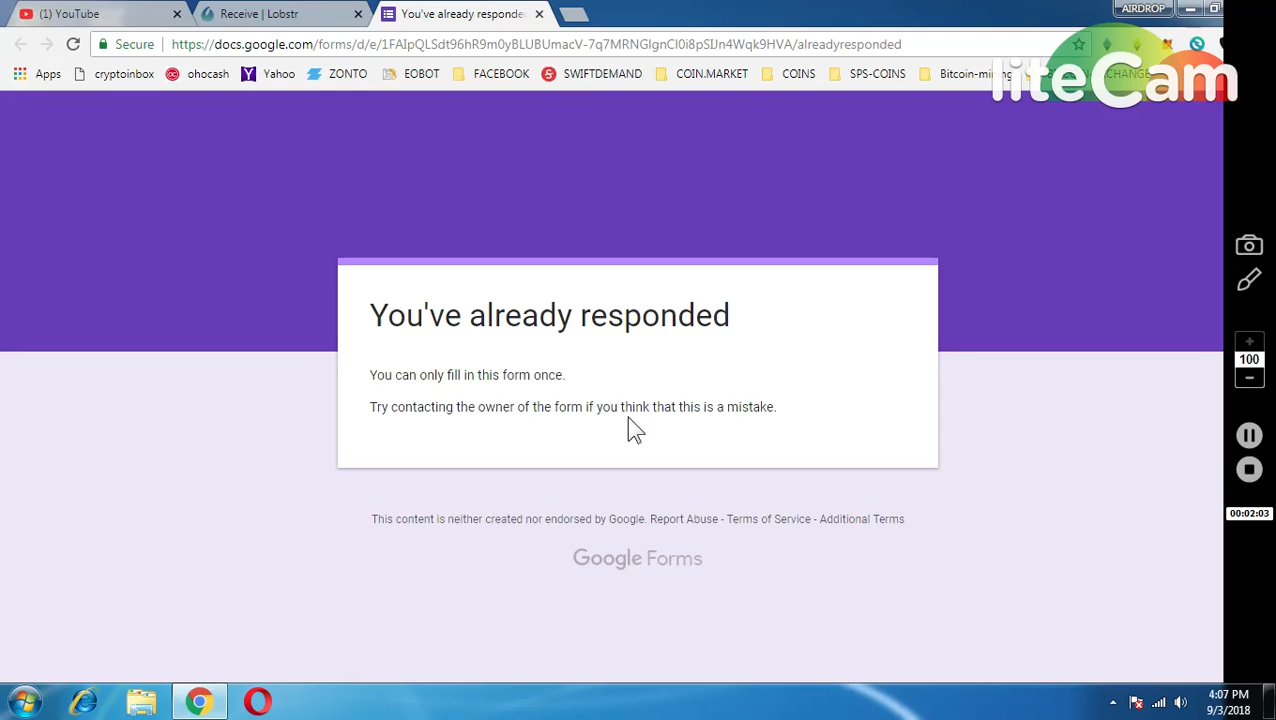 (1) YouTube
Receive | Lobstr
You've already responde
AIRDROP
Secure
https://docs.google.com/forms/d/e/
/alreadyresponded
Apps
cryptoinbox
ohocash
Yahoo
ZONTO
EOBOT
FACEBOOK
SWIFTDEMAND
COIN.MARKET
COINS
SPS-COINS
liteCam
You've already responded
You can only fill in this form once.
Try contacting the owner of the form if you think that this is a mistake.
This content is neither created nor endorsed by Google. Report Abuse - Terms of Service - Additional Terms
Google Forms
100
00:02:03
4:07 PM
9/3/2018